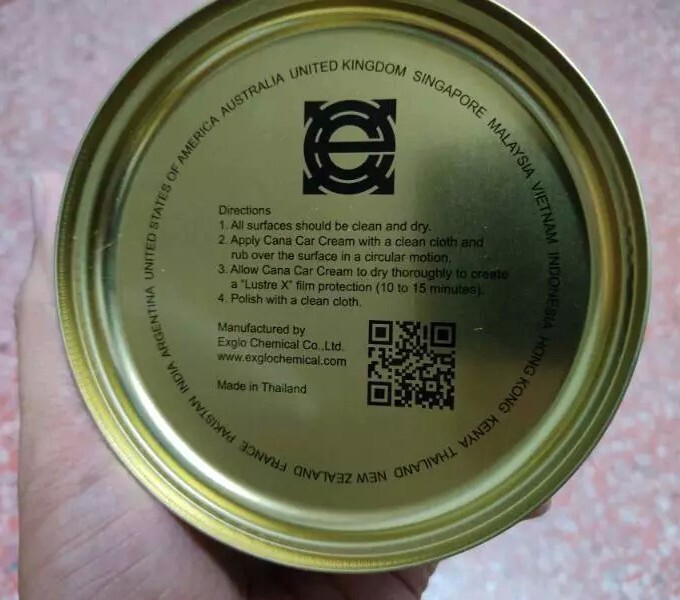 UNITED STATES OF AMERICA AUSTRALIA UNITED KINGDOM SINGAPORE MALAYSIA VIETNAM INDONESIA HONG KONG KENYA THAILAND NEW ZEALAND FRANCE PAKISTAN INDIA ARGENTINA
e
Directions
1. All surfaces should be clean and dry.
2. Apply Cana Car Cream with a clean cloth and
rub over the surface in a circular motion.
3. Allow Cana Car Cream to dry thoroughly to create
a "Lustre X" film protection (10 to 15 minutes).
4. Polish with a clean cloth.
Manufactured by
Exglo Chemical Co.,Ltd.
www.exglochemical.com
Made in Thailand